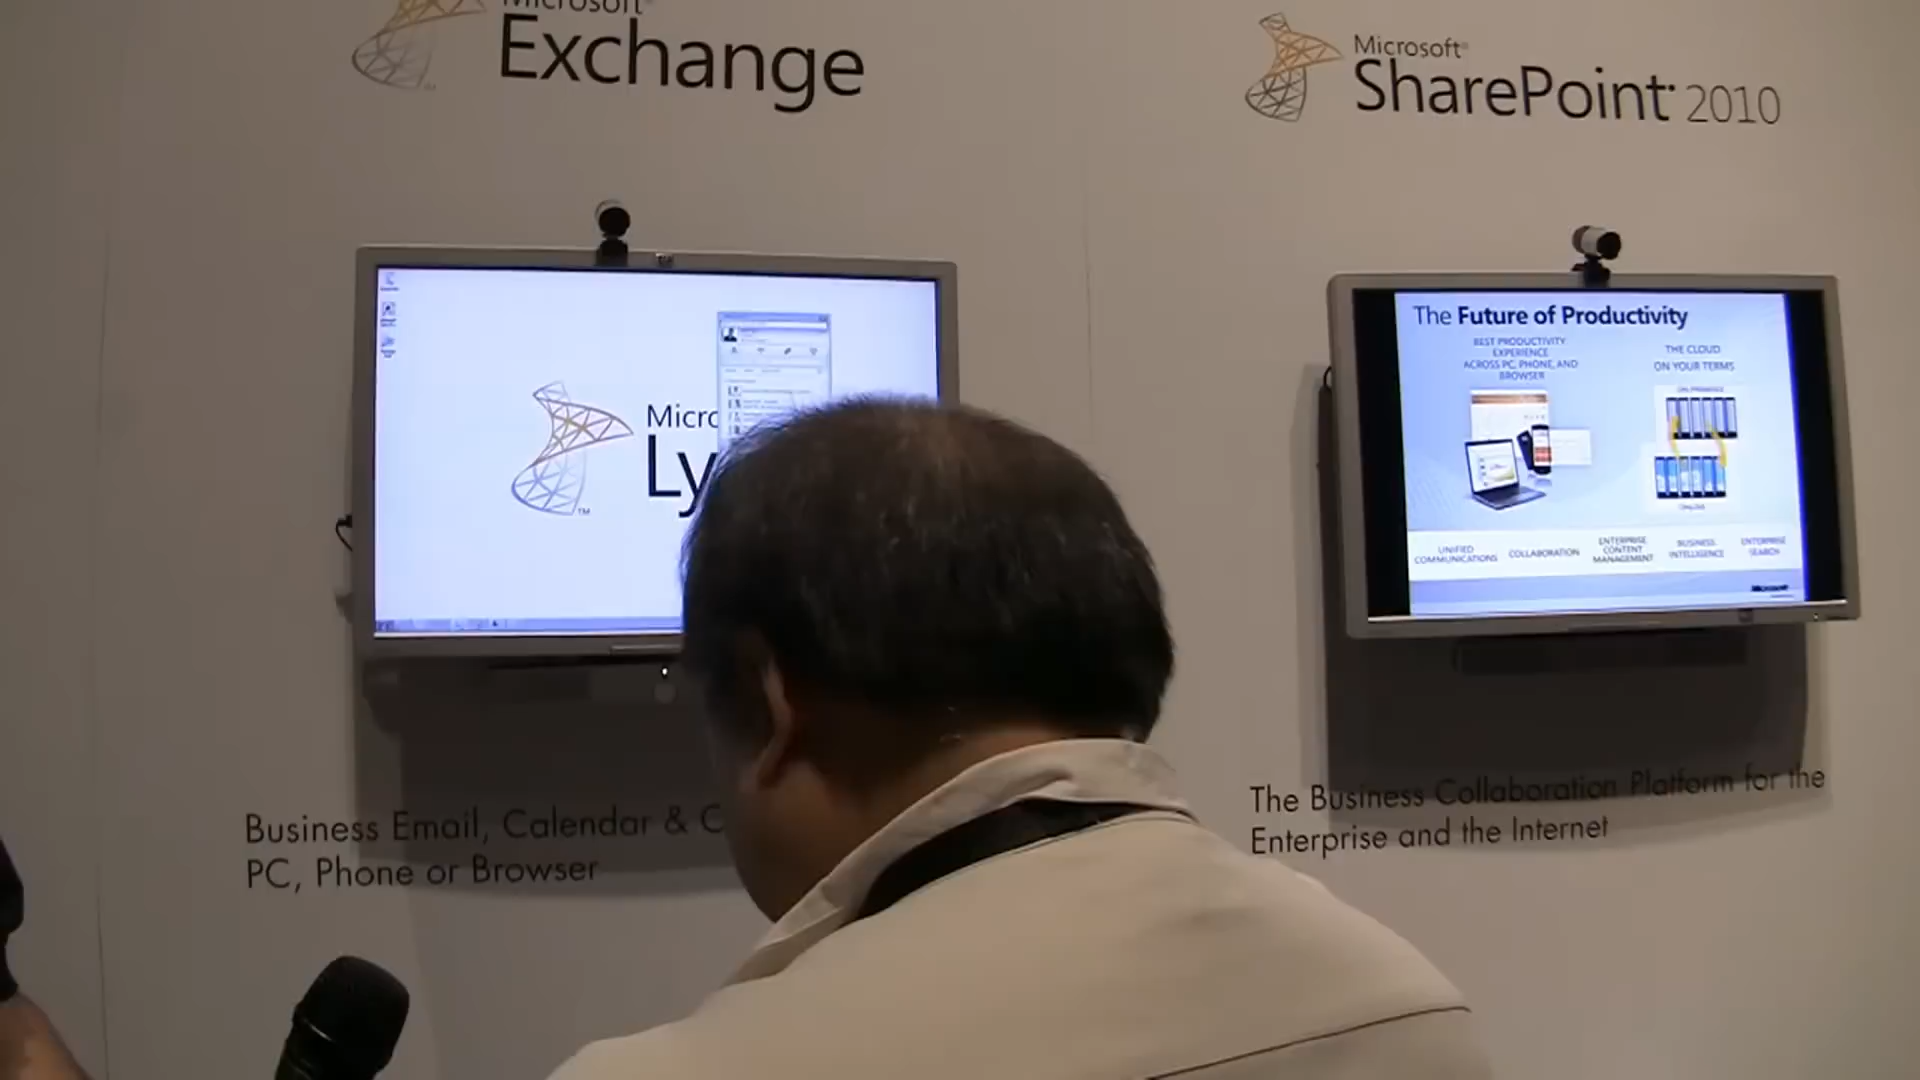 Microsoft®
Exchange
Microsoft®
SharePoint® 2010
Micro
Ly
TM
The Future of Productivity
BEST PRODUCTIVITY
EXPERIENCE
ACROSS PC, PHONE, AND
BROWSER
THE CLOUD
ON YOUR TERMS
UNIFIED
COMMUNICATIONS
COLLABORATION
ENTERPRISE
CONTENT
MANAGEMENT
BUSINESS
INTELLIGENCE
ENTERPRISE
SEARCH
Microsoft
Business Email, Calendar & C
PC, Phone or Browser
The Business Collaboration Platform for the
Enterprise and the Internet